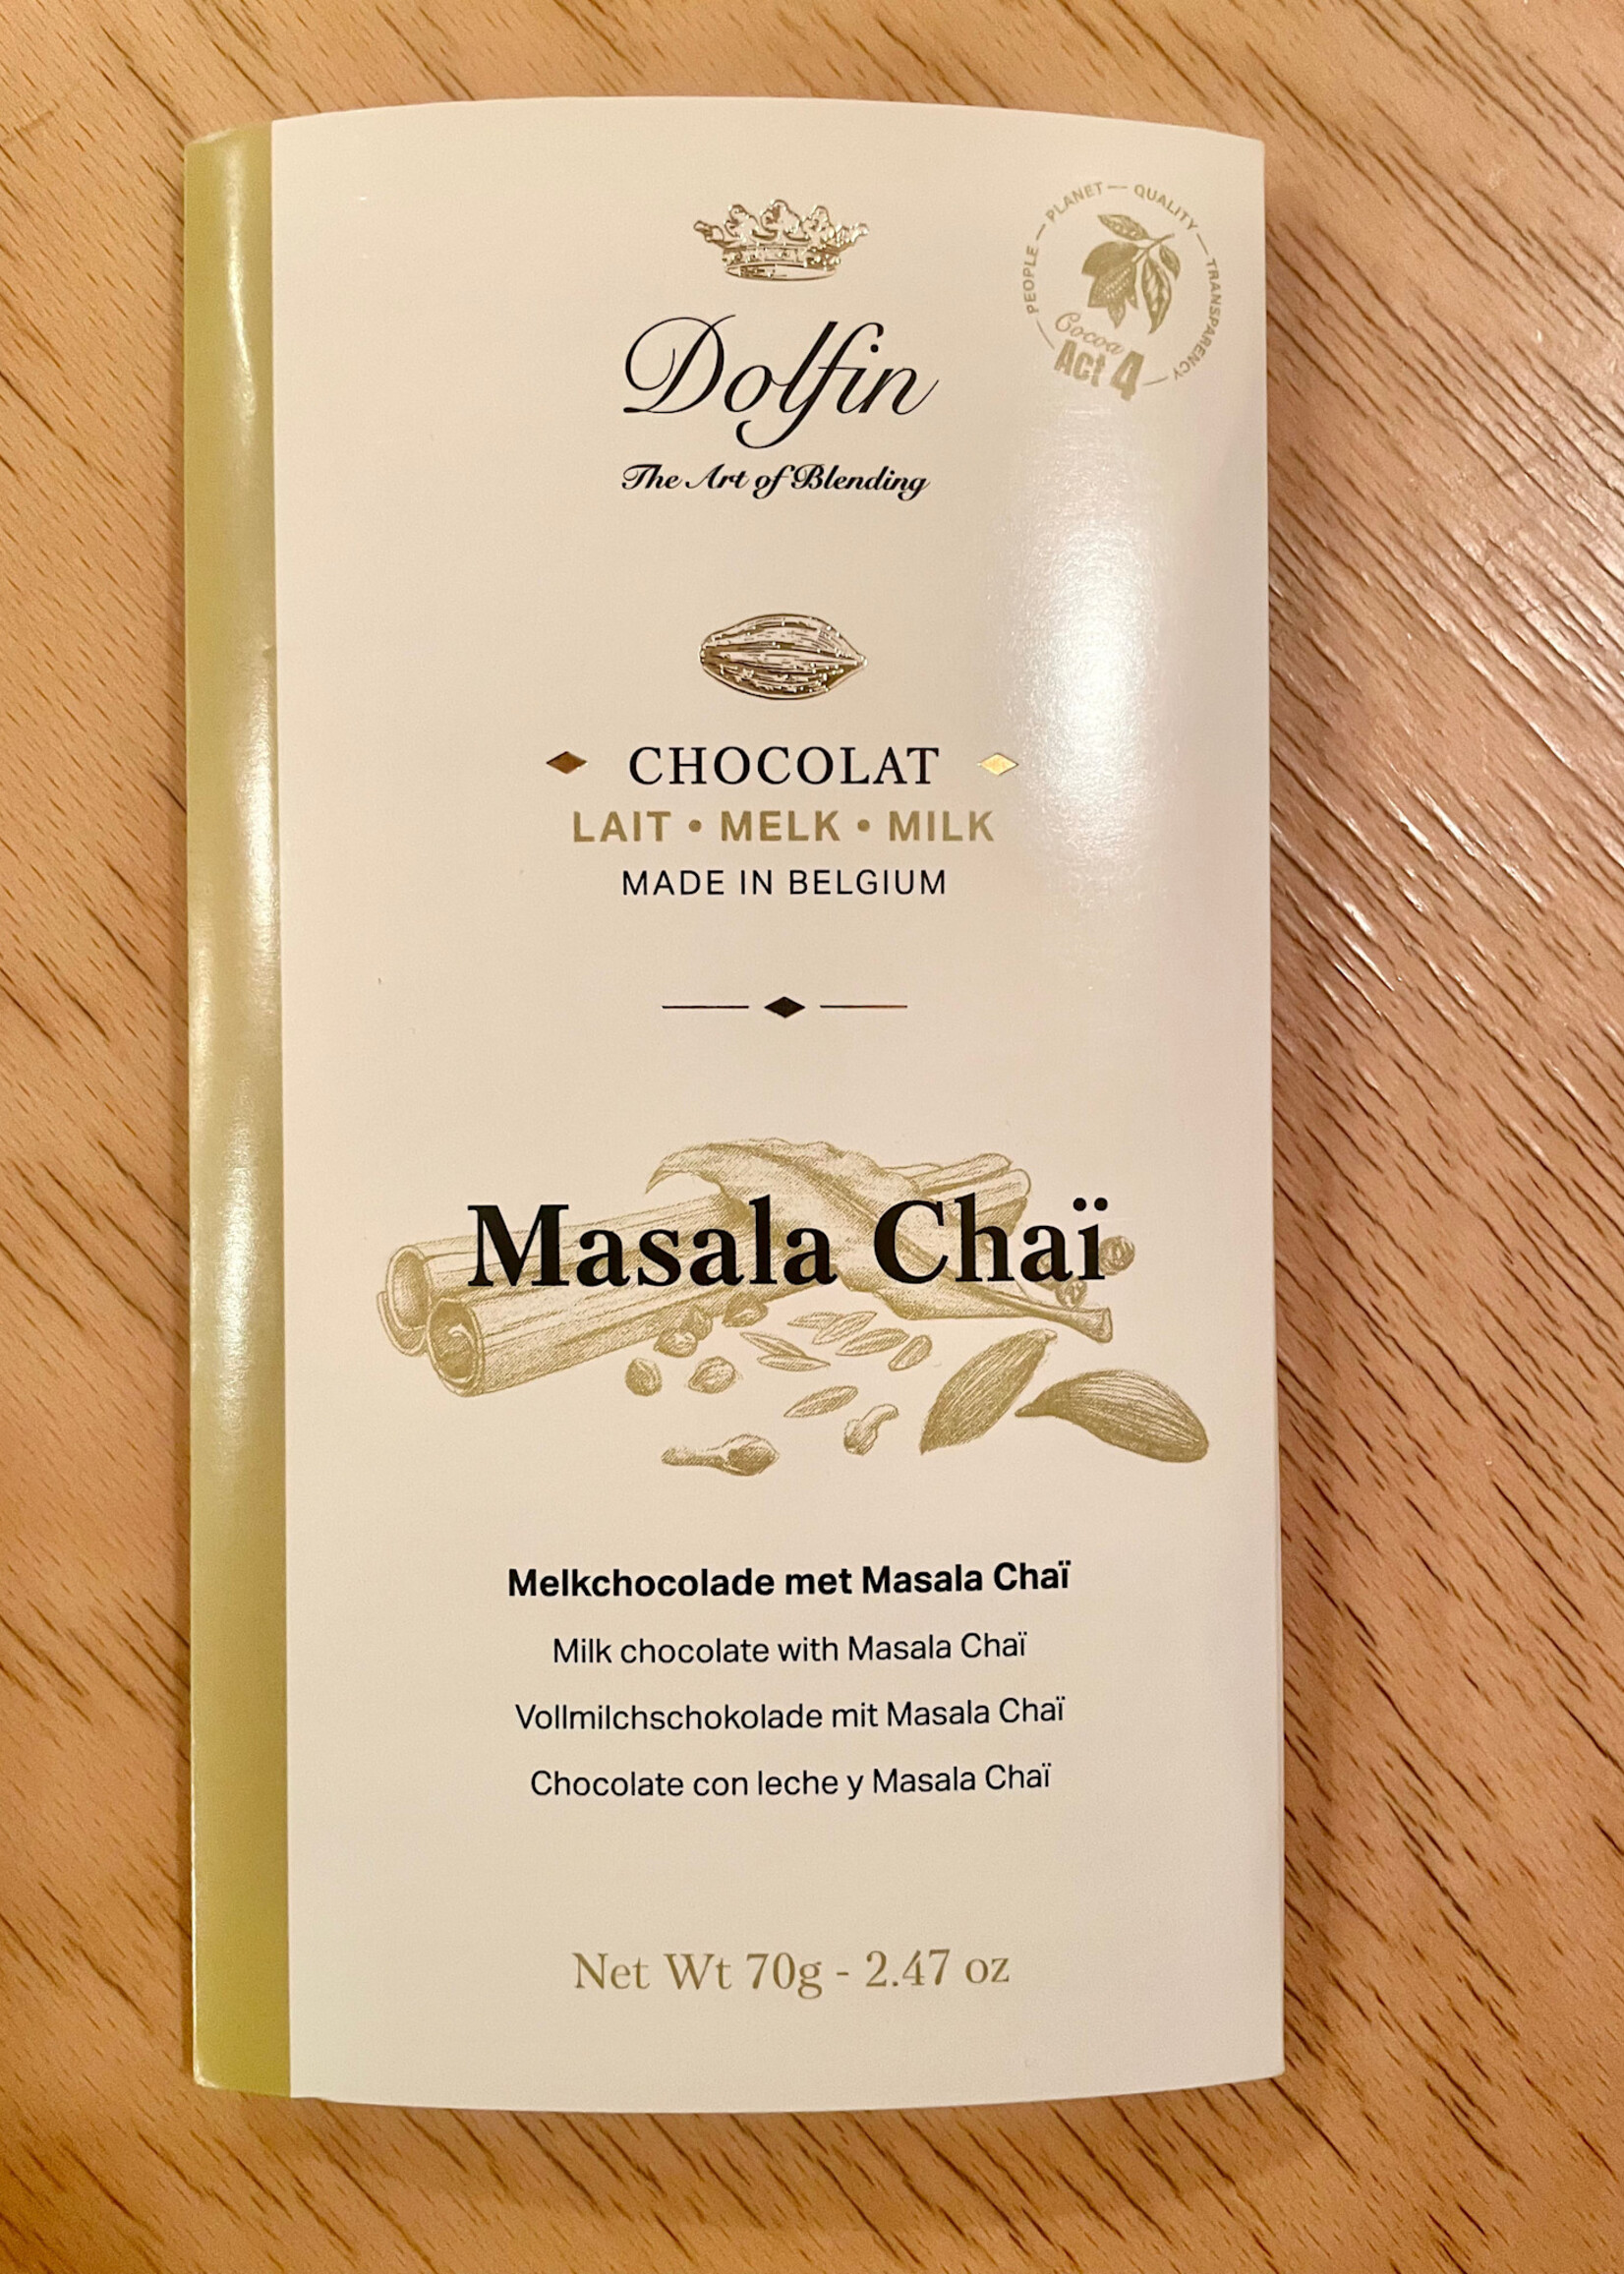 PEOPLE — PLANET — QUALITY — TRANSPARENCY
Cocoa
Act 4
Dolfin
The Art of Blending
CHOCOLAT
LAIT • MELK • MILK
MADE IN BELGIUM
Masala Chaï
Melkchocolade met Masala Chaï
Milk chocolate with Masala Chaï
Vollmilchschokolade mit Masala Chaï
Chocolate con leche y Masala Chaï
Net Wt 70g - 2.47 oz